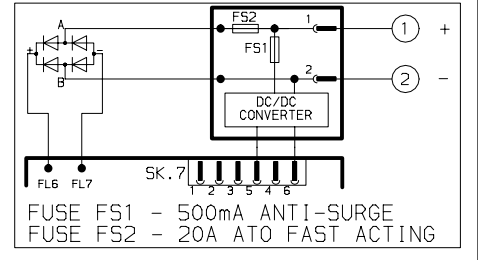 A
FS2
1
1
+
+
-
FS1
B
2
2
-
DC/DC
CONVERTER
SK.7
FL6 FL7
1 2 3 5 4 6
FUSE FS1 - 500mA ANTI-SURGE
FUSE FS2 - 20A ATO FAST ACTING